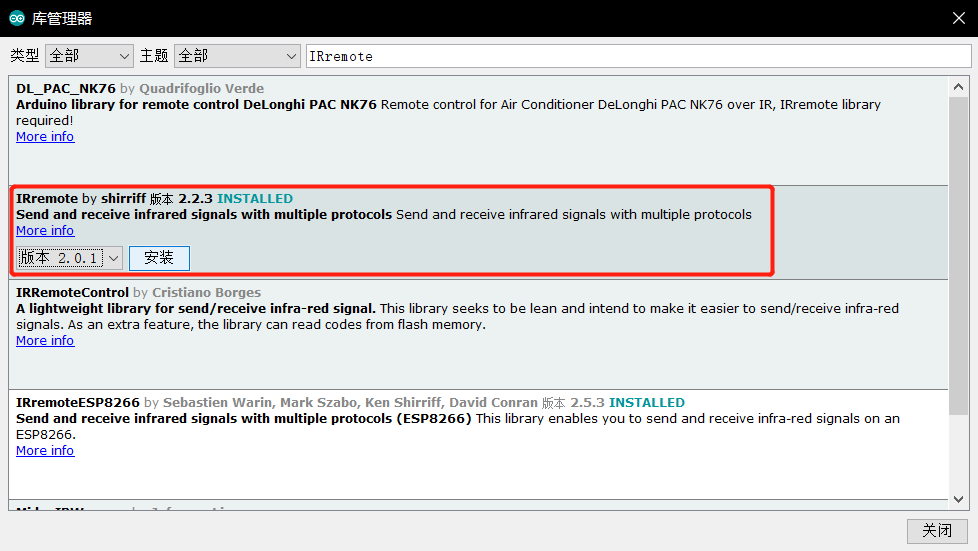 库管理器
类型 全部 主题 全部 IRremote
DL_PAC_NK76 by Quadrifoglio Verde
Arduino library for remote control DeLonghi PAC NK76 Remote control for Air Conditioner DeLonghi PAC NK76 over IR, IRremote library
required!
More info
IRremote by shirriff 版本 2.2.3 INSTALLED
Send and receive infrared signals with multiple protocols Send and receive infrared signals with multiple protocols
More info
版本 2.0.1 安装
IRRemoteControl by Cristiano Borges
A lightweight library for send/receive infra-red signal. This library seeks to be lean and intend to make it easier to send/receive infra-red
signals. As an extra feature, the library can read codes from flash memory.
More info
IRremoteESP8266 by Sebastien Warin, Mark Szabo, Ken Shirriff, David Conran 版本 2.5.3 INSTALLED
Send and receive infrared signals with multiple protocols (ESP8266) This library enables you to send and receive infra-red signals on an
ESP8266.
More info
关闭